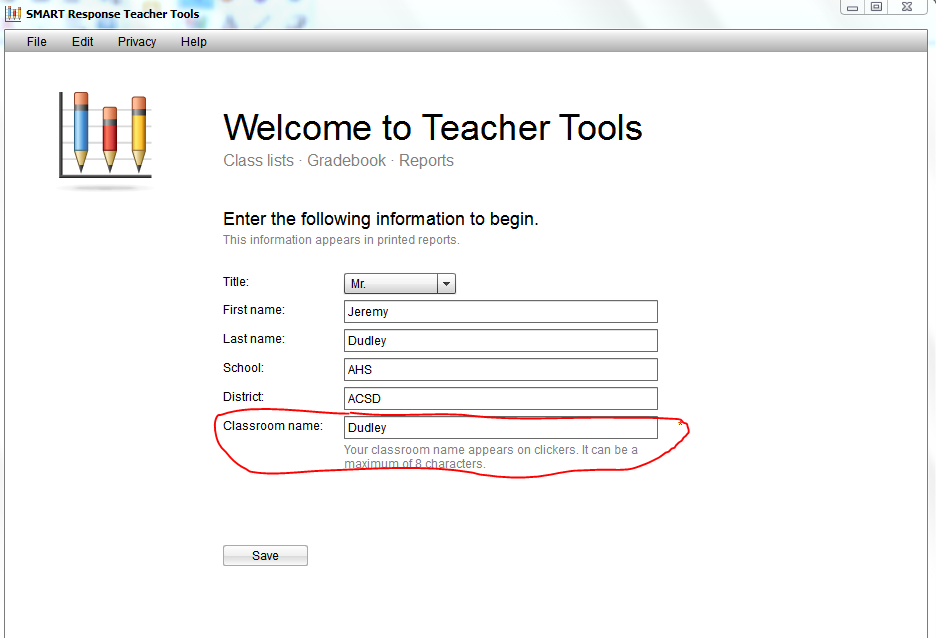 SMART Response Teacher Tools
File Edit Privacy Help
Welcome to Teacher Tools
Class lists · Gradebook · Reports
Enter the following information to begin.
This information appears in printed reports.
Title: Mr.
First name: Jeremy
Last name: Dudley
School: AHS
District: ACSD
Classroom name: Dudley *
Your classroom name appears on clickers. It can be a
maximum of 8 characters.
Save